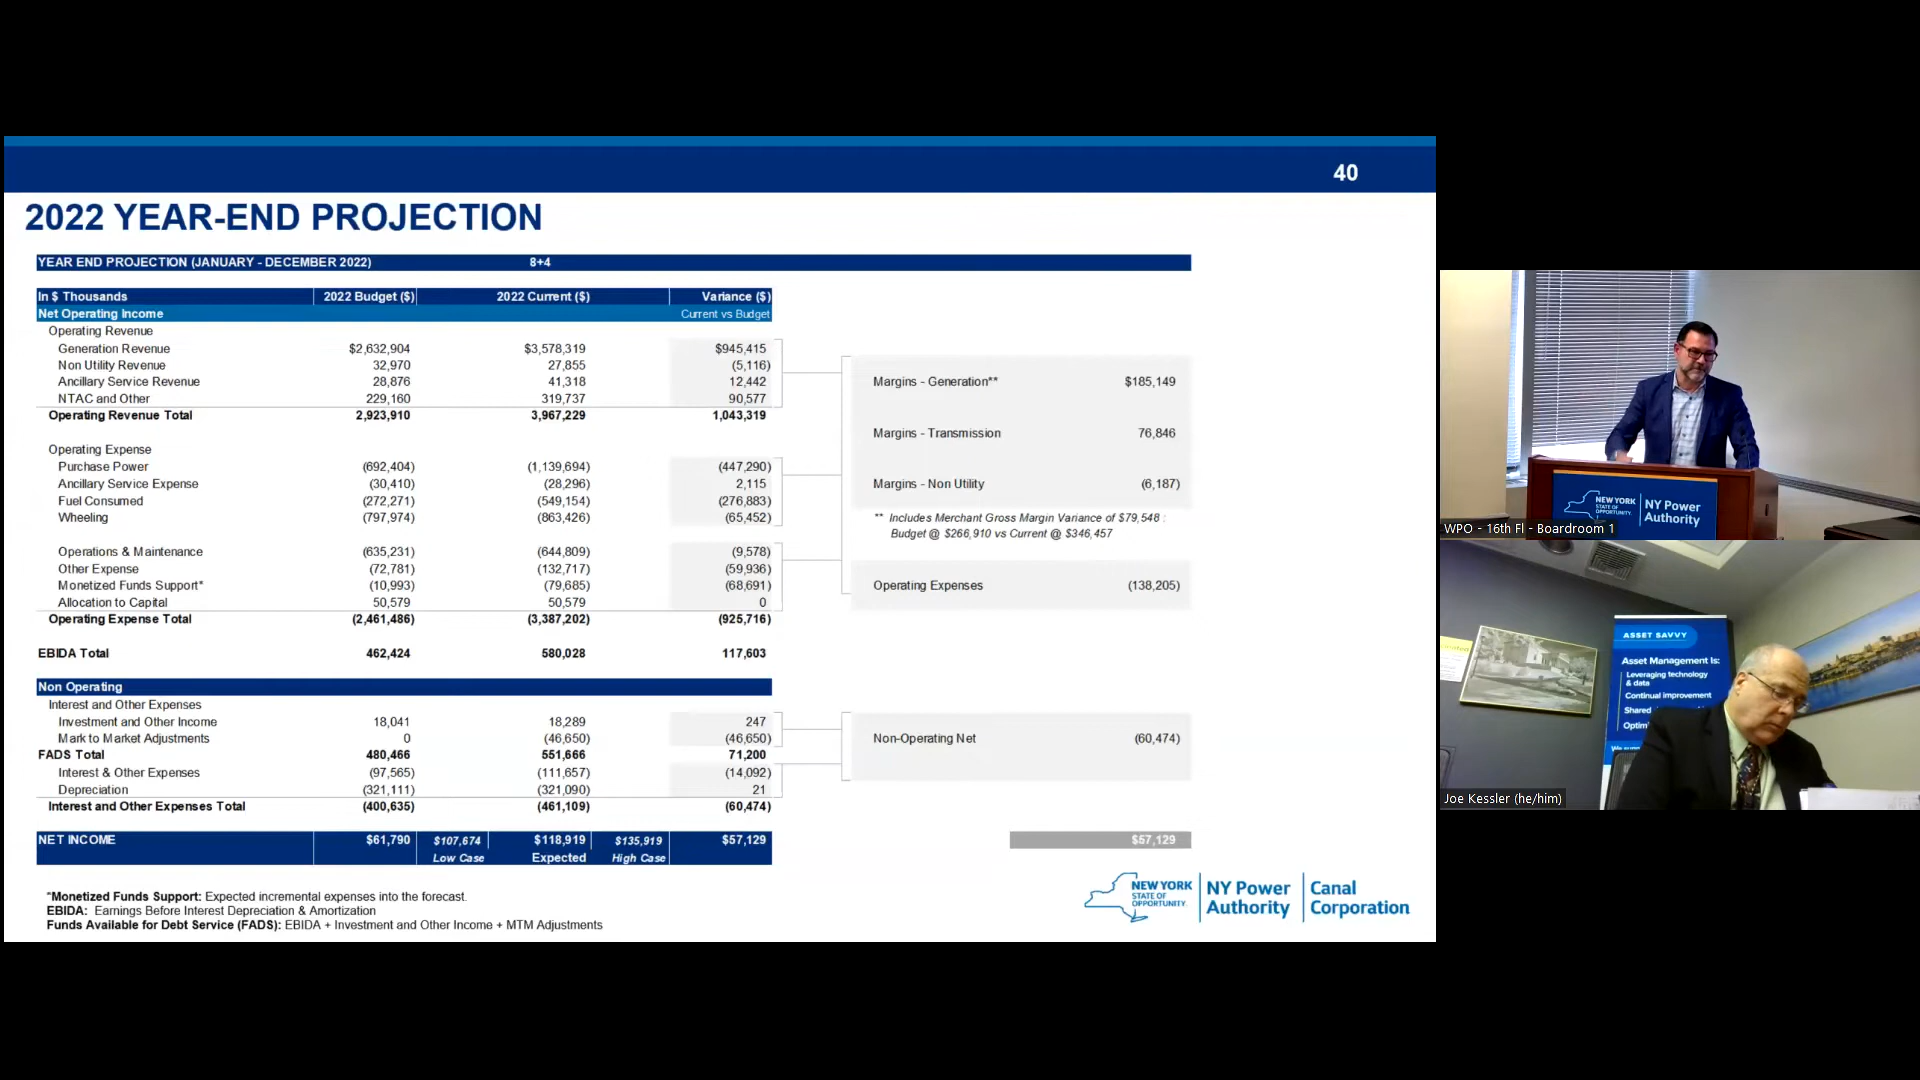 40
2022 YEAR-END PROJECTION
YEAR END PROJECTION (JANUARY - DECEMBER 2022) 8+4
In $ Thousands 2022 Budget ($) 2022 Current ($) Variance ($)
Net Operating Income Current vs Budget
Operating Revenue
Generation Revenue $2,632,904 $3,578,319 $945,415
Non Utility Revenue 32,970 27,855 (5,116)
Ancillary Service Revenue 28,876 41,318 12,442
NTAC and Other 229,160 319,737 90,577
Operating Revenue Total 2,923,910 3,967,229 1,043,319
Operating Expense
Purchase Power (692,404) (1,139,694) (447,290)
Ancillary Service Expense (30,410) (28,296) 2,115
Fuel Consumed (272,271) (549,154) (276,883)
Wheeling (797,974) (863,426) (65,452)
Operations & Maintenance (635,231) (644,809) (9,578)
Other Expense (72,781) (132,717) (59,936)
Monetized Funds Support* (10,993) (79,685) (68,691)
Allocation to Capital 50,579 50,579 0
Operating Expense Total (2,461,486) (3,387,202) (925,716)
EBIDA Total 462,424 580,028 117,603
Non Operating
Interest and Other Expenses
Investment and Other Income 18,041 18,289 247
Mark to Market Adjustments 0 (46,650) (46,650)
FADS Total 480,466 551,666 71,200
Interest & Other Expenses (97,565) (111,657) (14,092)
Depreciation (321,111) (321,090) 21
Interest and Other Expenses Total (400,635) (461,109) (60,474)
NET INCOME $61,790 $107,674 $118,919 $135,919 $57,129
Low Case Expected High Case
Margins - Generation** $185,149
Margins - Transmission 76,846
Margins - Non Utility (6,187)
** Includes Merchant Gross Margin Variance of $79,548 :
Budget @ $266,910 vs Current @ $346,457
Operating Expenses (138,205)
Non-Operating Net (60,474)
$57,129
*Monetized Funds Support: Expected incremental expenses into the forecast.
EBIDA: Earnings Before Interest Depreciation & Amortization
Funds Available for Debt Service (FADS): EBIDA + Investment and Other Income + MTM Adjustments
NEW YORK
STATE OF
OPPORTUNITY.
NY Power
Authority
Canal
Corporation
NEW YORK
STATE OF
OPPORTUNITY.
NY Power
Authority
WPO - 16th Fl - Boardroom 1
ASSET SAVVY
Asset Management Is:
Leveraging technology
& data
Continual improvement
Shared
Joe Kessler (he/him)